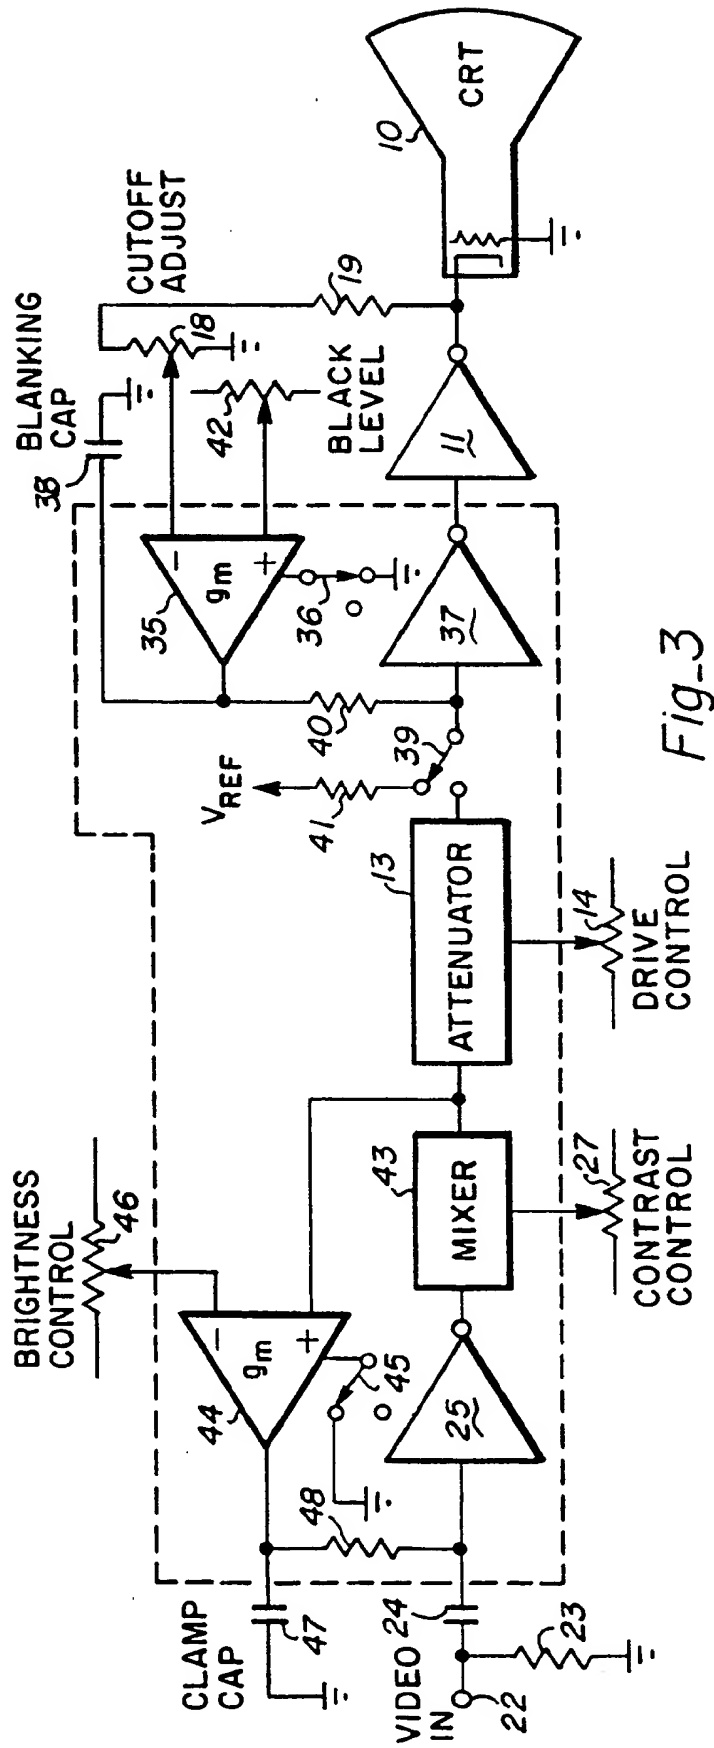 BRIGHTNESS
CONTROL
46
44
−
+
gm
45
CLAMP
CAP
47
48
VIDEO
IN
22
23
24
25
MIXER
43
CONTRAST
CONTROL
27
ATTENUATOR
13
DRIVE
CONTROL
14
VREF
41
39
40
BLANKING
CAP
38
35
−
+
gm
36
37
CUTOFF
ADJUST
18
42
BLACK
LEVEL
19
11
10
CRT
Fig_3